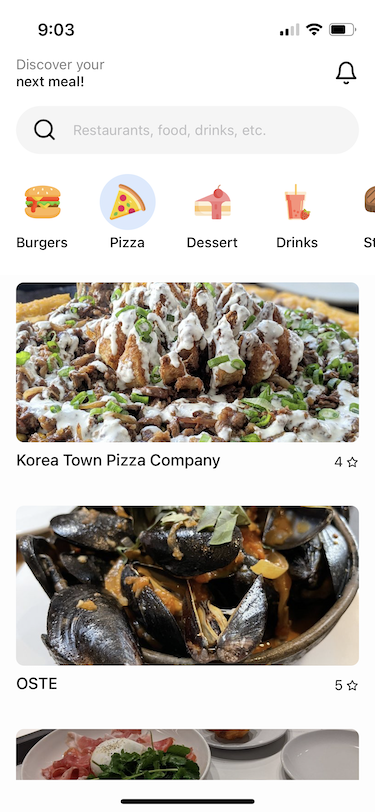 9:03
Discover your
next meal!
Restaurants, food, drinks, etc.
Burgers
Pizza
Dessert
Drinks
St
Korea Town Pizza Company
4
OSTE
5